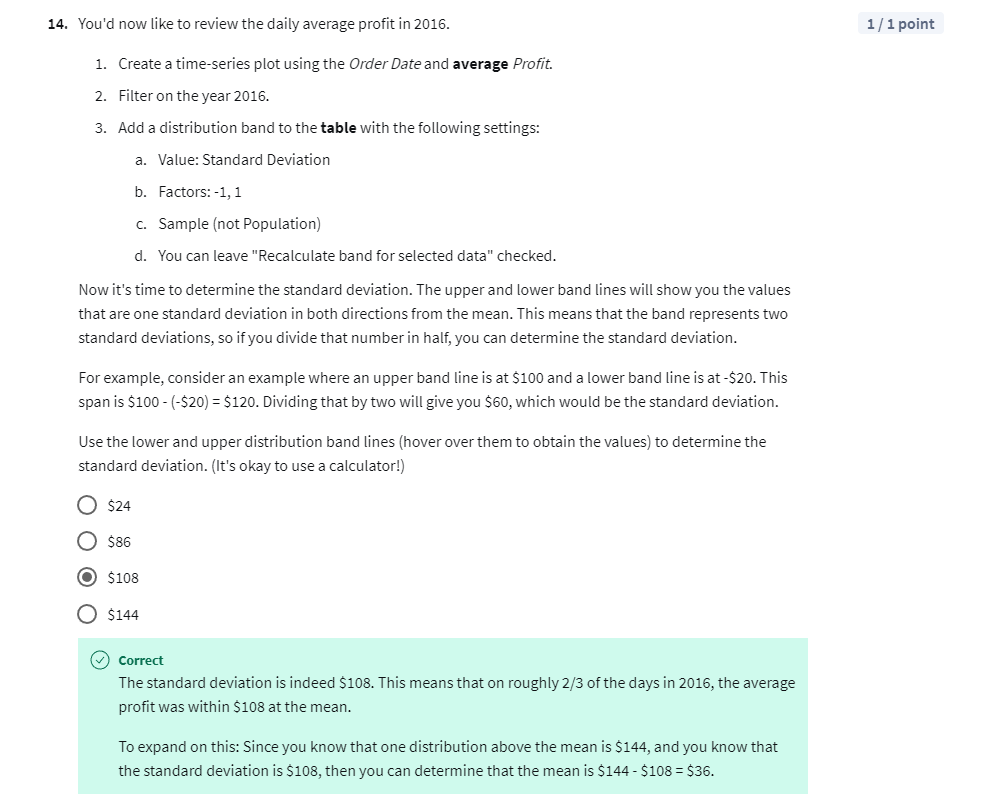 14. You'd now like to review the daily average profit in 2016.
1 / 1 point
1. Create a time-series plot using the Order Date and average Profit.
2. Filter on the year 2016.
3. Add a distribution band to the table with the following settings:
a. Value: Standard Deviation
b. Factors: -1, 1
c. Sample (not Population)
d. You can leave "Recalculate band for selected data" checked.
Now it's time to determine the standard deviation. The upper and lower band lines will show you the values
that are one standard deviation in both directions from the mean. This means that the band represents two
standard deviations, so if you divide that number in half, you can determine the standard deviation.
For example, consider an example where an upper band line is at $100 and a lower band line is at -$20. This
span is $100 - (-$20) = $120. Dividing that by two will give you $60, which would be the standard deviation.
Use the lower and upper distribution band lines (hover over them to obtain the values) to determine the
standard deviation. (It's okay to use a calculator!)
$24
$86
$108
$144
Correct
The standard deviation is indeed $108. This means that on roughly 2/3 of the days in 2016, the average
profit was within $108 at the mean.
To expand on this: Since you know that one distribution above the mean is $144, and you know that
the standard deviation is $108, then you can determine that the mean is $144 - $108 = $36.